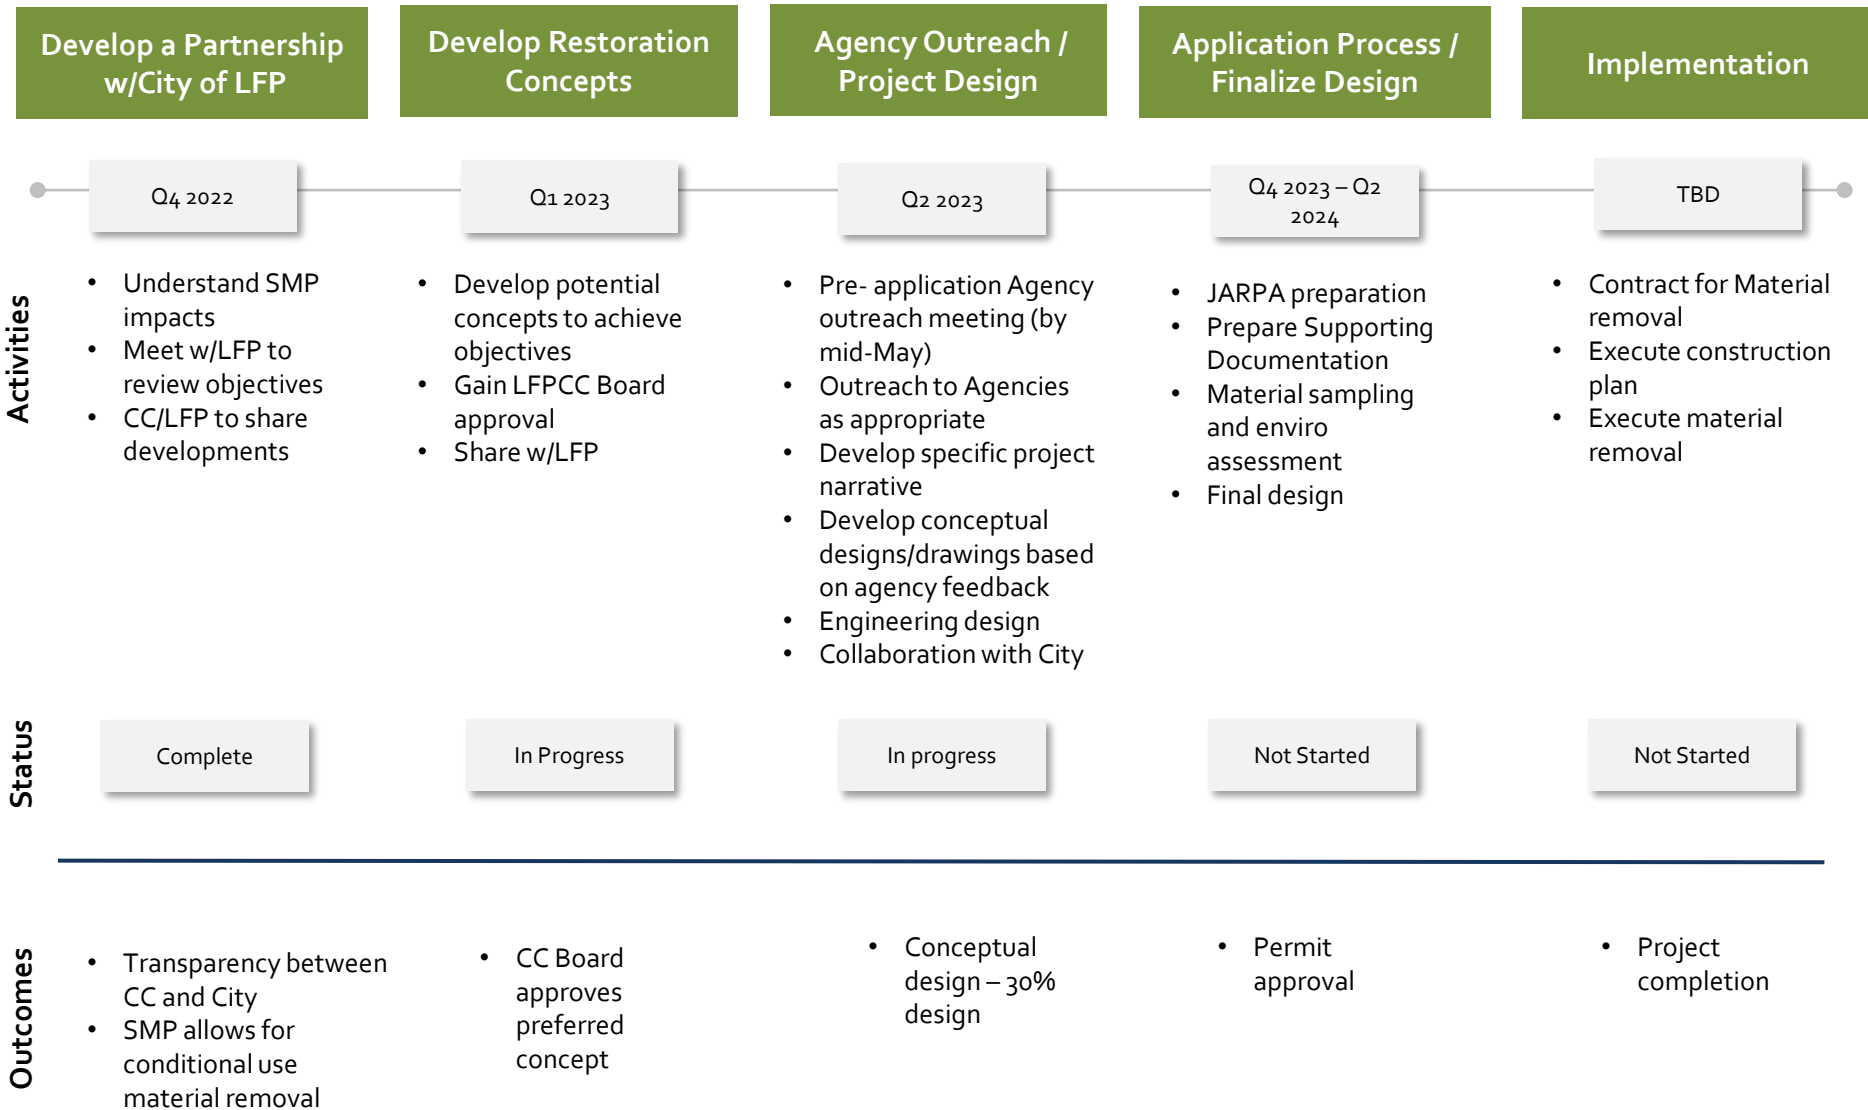 Develop a Partnership
w/City of LFP
Develop Restoration
Concepts
Agency Outreach /
Project Design
Application Process /
Finalize Design
Implementation
Q4 2022
Q1 2023
Q2 2023
Q4 2023 – Q2
2024
TBD
Activities
• Understand SMP
impacts
• Meet w/LFP to
review objectives
• CC/LFP to share
developments
• Develop potential
concepts to achieve
objectives
• Gain LFPCC Board
approval
• Share w/LFP
• Pre- application Agency
outreach meeting (by
mid-May)
• Outreach to Agencies
as appropriate
• Develop specific project
narrative
• Develop conceptual
designs/drawings based
on agency feedback
• Engineering design
• Collaboration with City
• JARPA preparation
• Prepare Supporting
Documentation
• Material sampling
and enviro
assessment
• Final design
• Contract for Material
removal
• Execute construction
plan
• Execute material
removal
Status
Complete
In Progress
In progress
Not Started
Not Started
Outcomes
• Transparency between
CC and City
• SMP allows for
conditional use
material removal
• CC Board
approves
preferred
concept
• Conceptual
design – 30%
design
• Permit
approval
• Project
completion